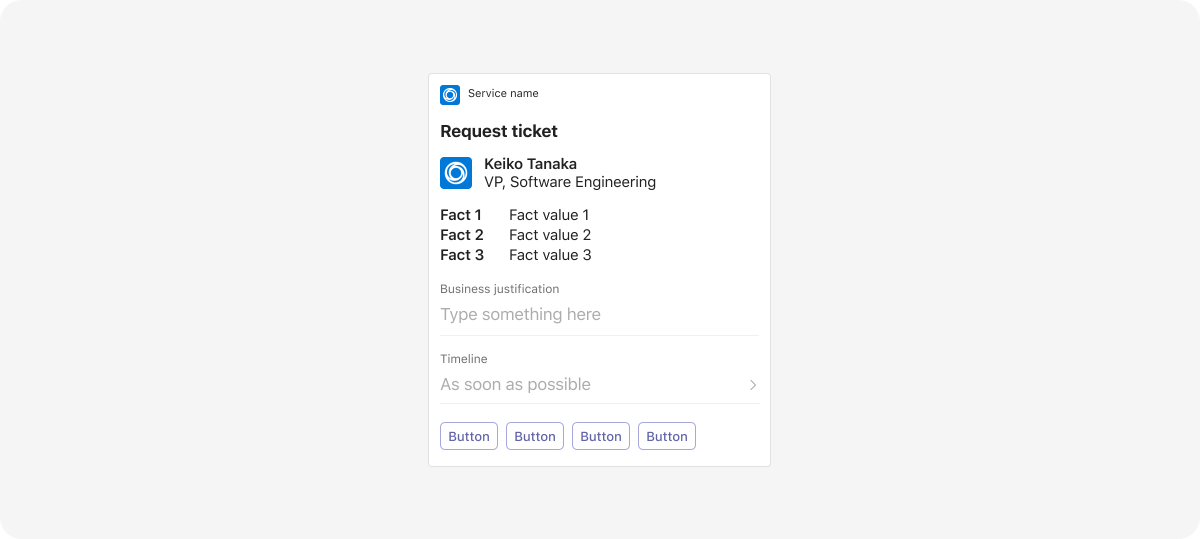 Service name
Request ticket
Keiko Tanaka
VP, Software Engineering
Fact 1 Fact value 1
Fact 2 Fact value 2
Fact 3 Fact value 3
Business justification
Type something here
Timeline
As soon as possible
Button Button Button Button